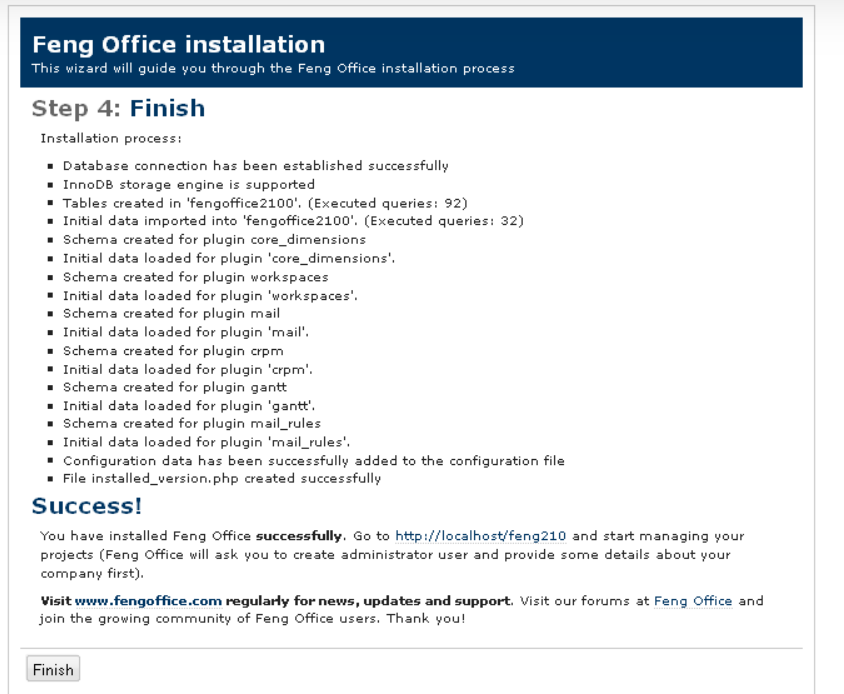 Feng Office installation
This wizard will guide you through the Feng Office installation process
Step 4: Finish
Installation process:
Database connection has been established successfully
InnoDB storage engine is supported
Tables created in 'fengoffice2100'. (Executed queries: 92)
Initial data imported into 'fengoffice2100'. (Executed queries: 32)
Schema created for plugin core_dimensions
Initial data loaded for plugin 'core_dimensions'.
Schema created for plugin workspaces
Initial data loaded for plugin 'workspaces'.
Schema created for plugin mail
Initial data loaded for plugin 'mail'.
Schema created for plugin crpm
Initial data loaded for plugin 'crpm'.
Schema created for plugin gantt
Initial data loaded for plugin 'gantt'.
Schema created for plugin mail_rules
Initial data loaded for plugin 'mail_rules'.
Configuration data has been successfully added to the configuration file
File installed_version.php created successfully
Success!
You have installed Feng Office successfully. Go to http://localhost/feng210 and start managing your
projects (Feng Office will ask you to create administrator user and provide some details about your
company first).
Visit www.fengoffice.com regularly for news, updates and support. Visit our forums at Feng Office and
join the growing community of Feng Office users. Thank you!
Finish